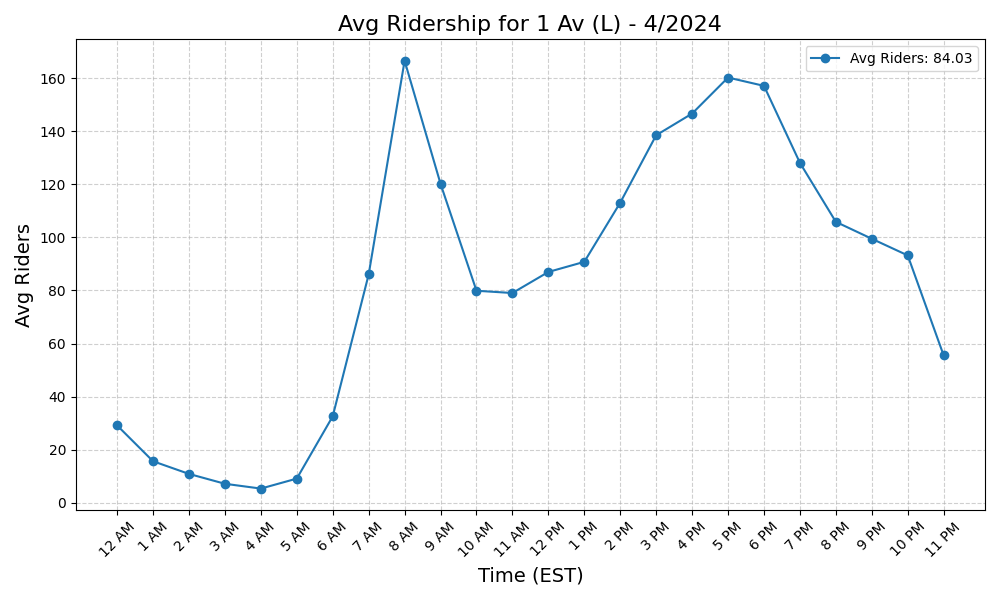 Avg Ridership for 1 Av (L) - 4/2024
Avg Riders: 84.03
Avg Riders
160
140
120
100
80
60
40
20
0
12 AM
1 AM
2 AM
3 AM
4 AM
5 AM
6 AM
7 AM
8 AM
9 AM
10 AM
11 AM
12 PM
1 PM
2 PM
3 PM
4 PM
5 PM
6 PM
7 PM
8 PM
9 PM
10 PM
11 PM
Time (EST)